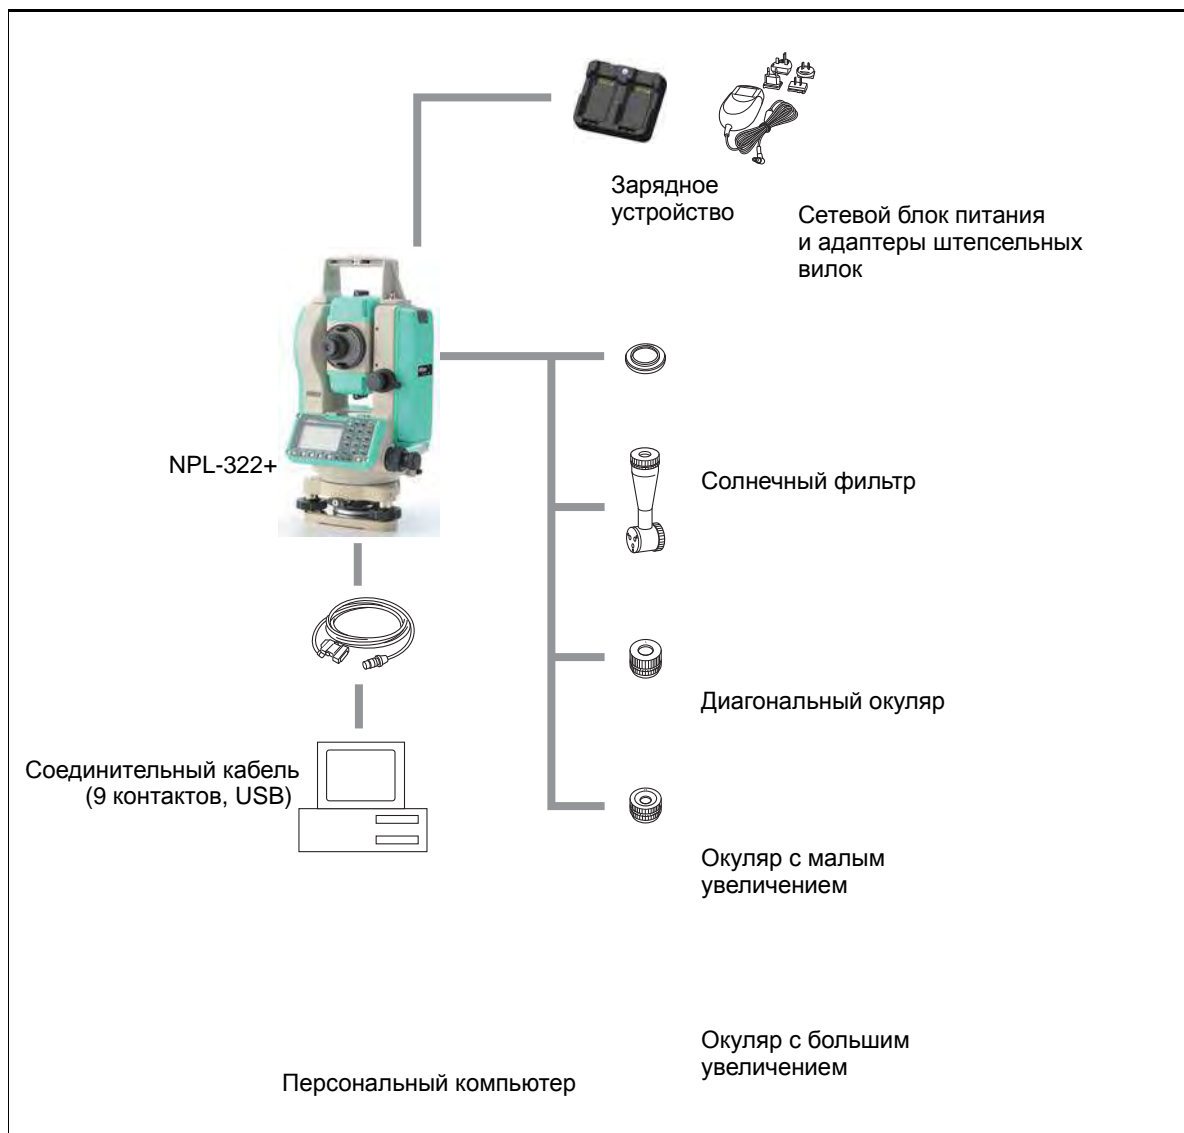 Зарядное
устройство
Сетевой блок питания
и адаптеры штепсельных
вилок
NPL-322+
Солнечный фильтр
Диагональный окуляр
Соединительный кабель
(9 контактов, USB)
Окуляр с малым
увеличением
Окуляр с большим
увеличением
Персональный компьютер